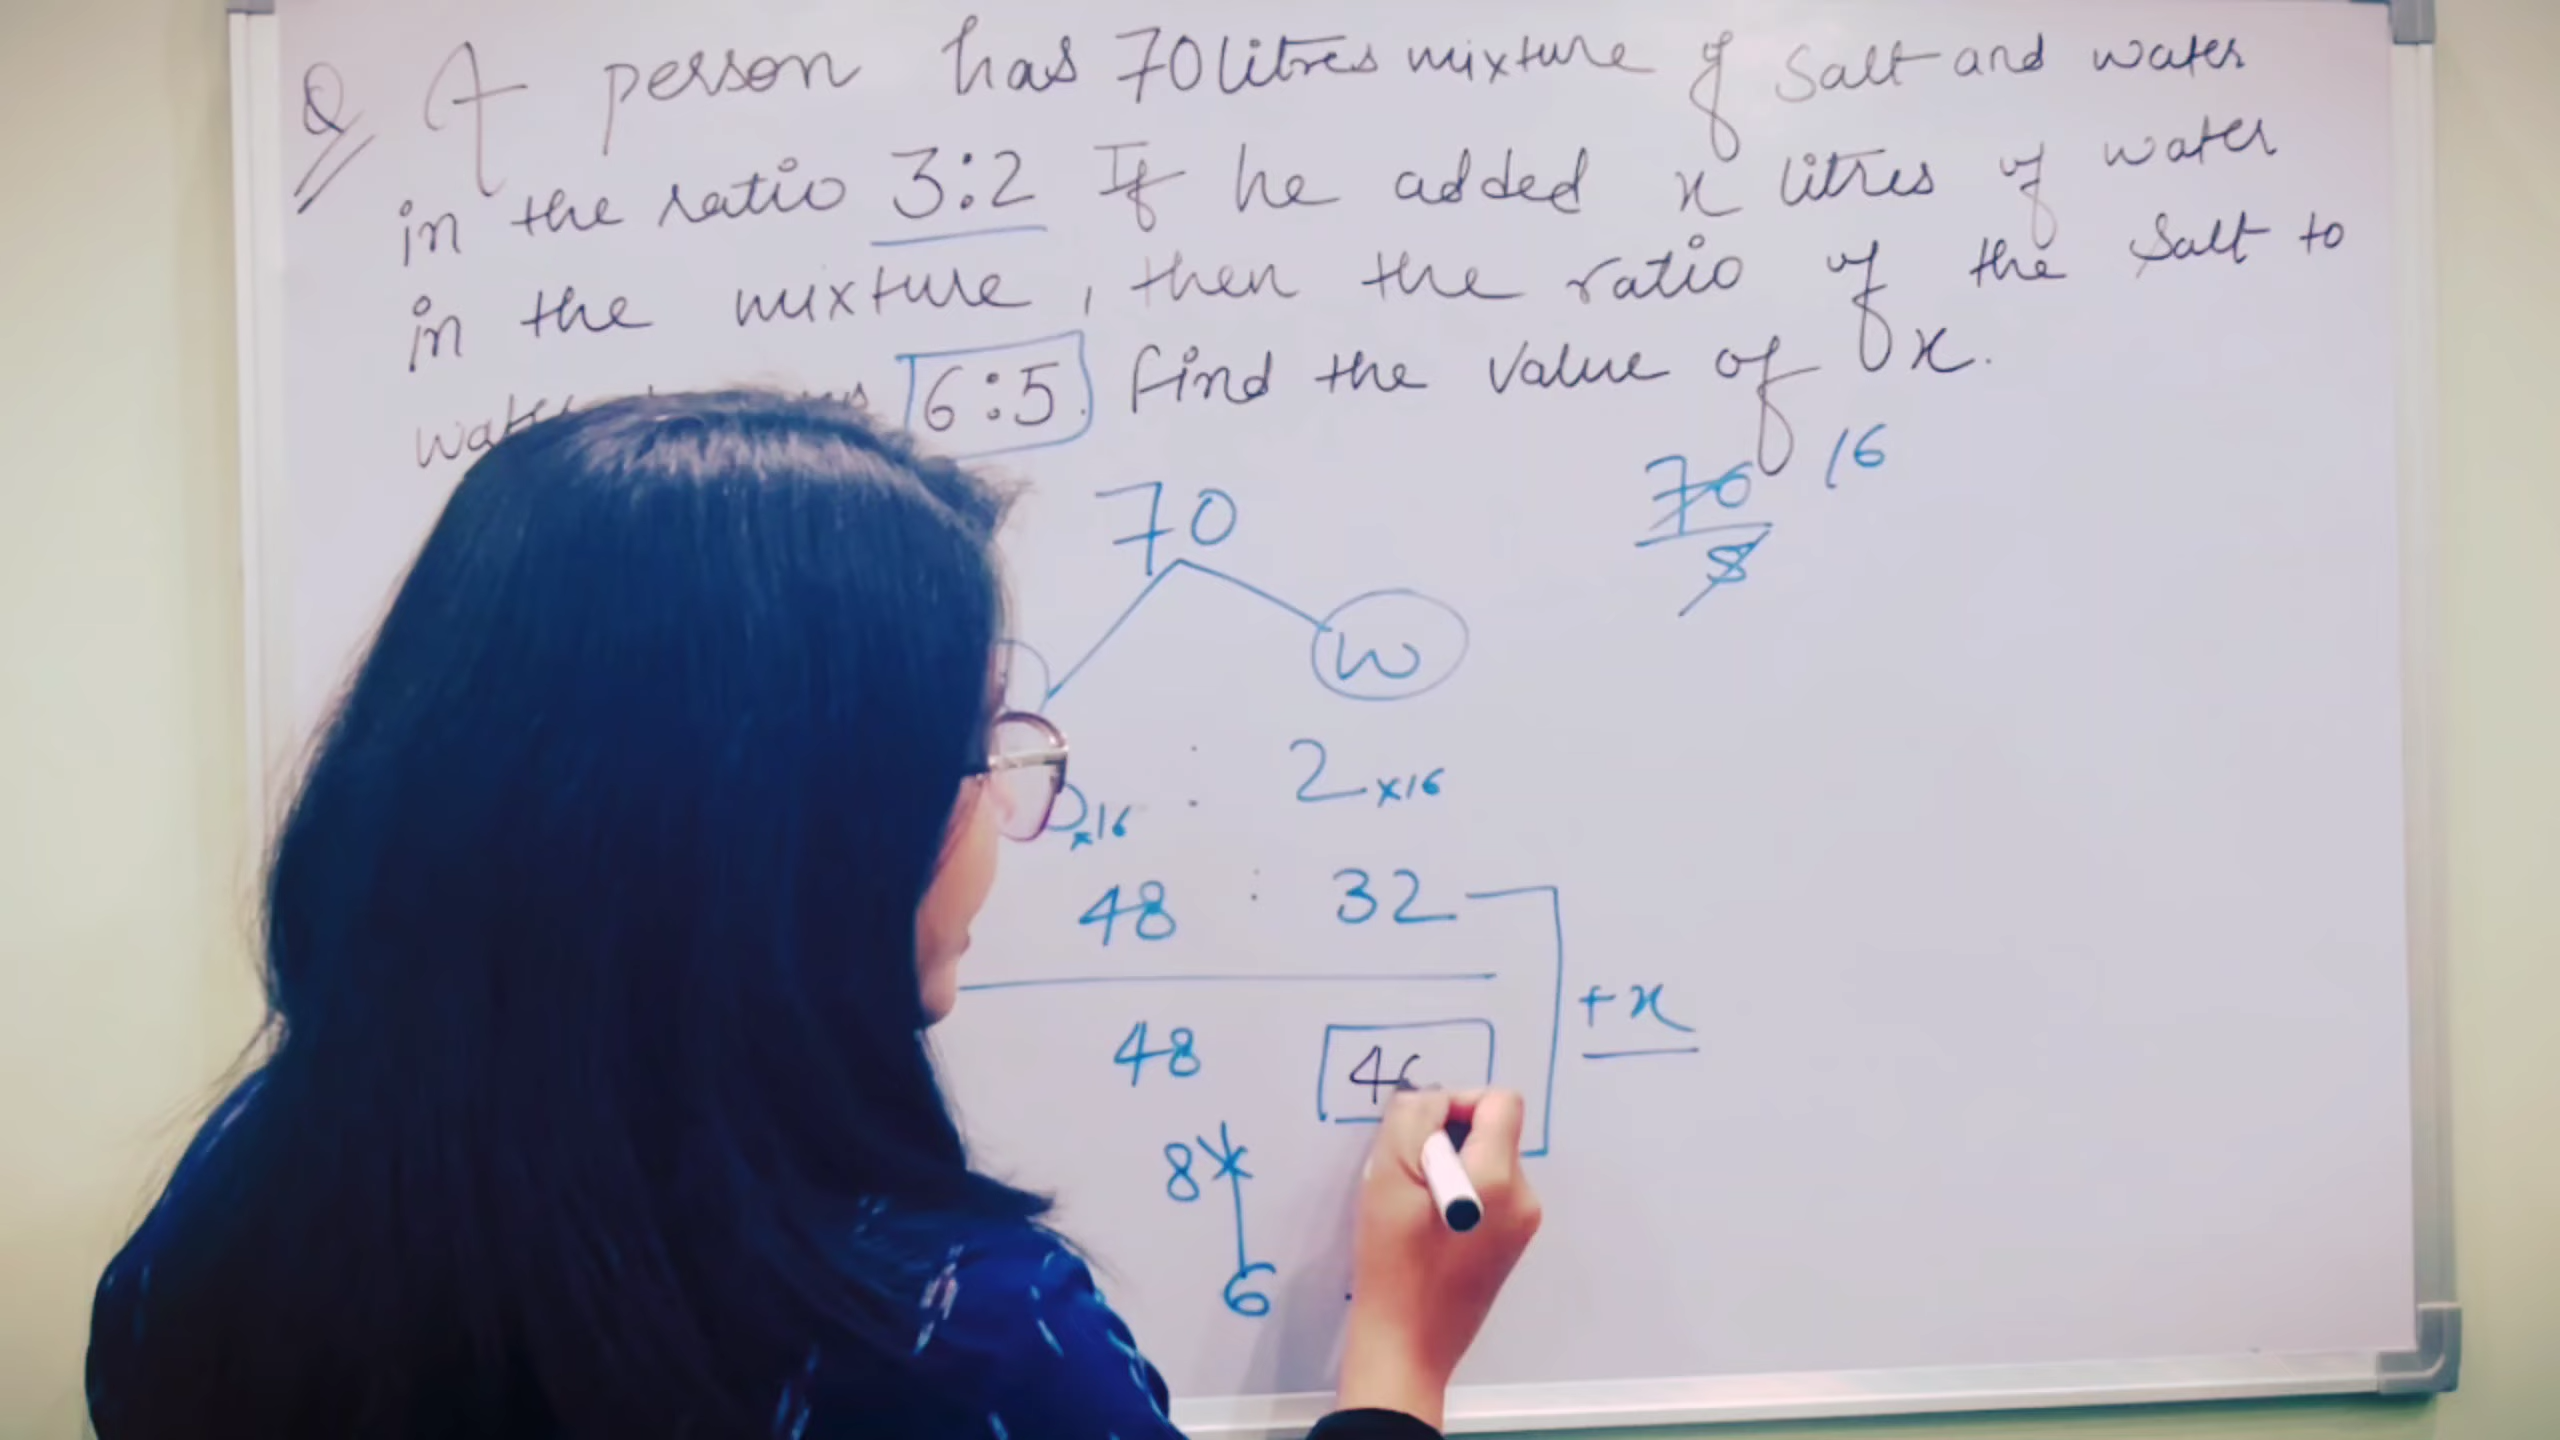 Q A person has 70 litres mixture of Salt and water
in the ratio 3:2 If he added x litres of water
in the mixture, then the ratio of the Salt to
6:5. find the value of x.
70 16
5
70
W
: 2x16
x16
48 : 32
+x
48
8
6